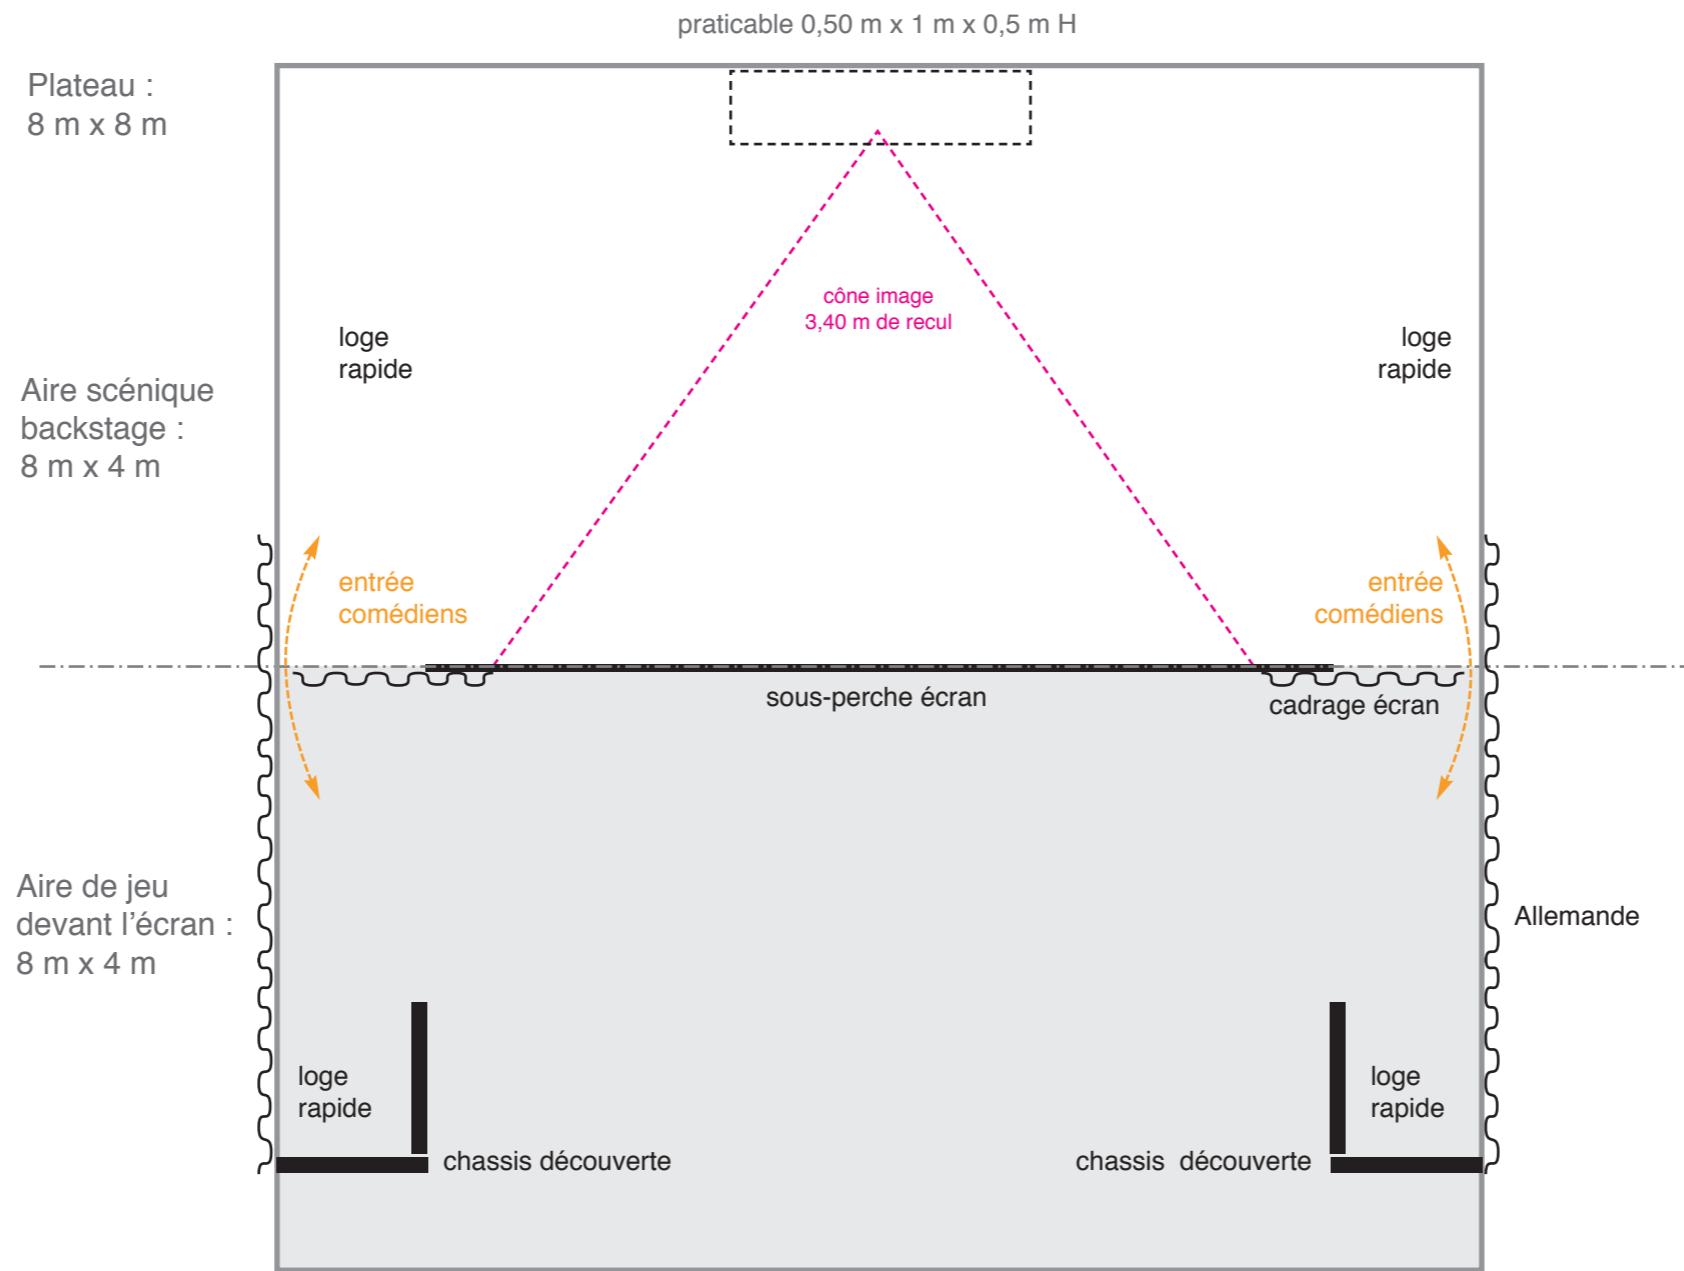 praticable 0,50 m x 1 m x 0,5 m H
Plateau :
8 m x 8 m
cône image
3,40 m de recul
loge
rapide
loge
rapide
Aire scénique
backstage :
8 m x 4 m
entrée
comédiens
entrée
comédiens
sous-perche écran
cadrage écran
Aire de jeu
devant l’écran :
8 m x 4 m
Allemande
loge
rapide
loge
rapide
chassis découverte
chassis  découverte